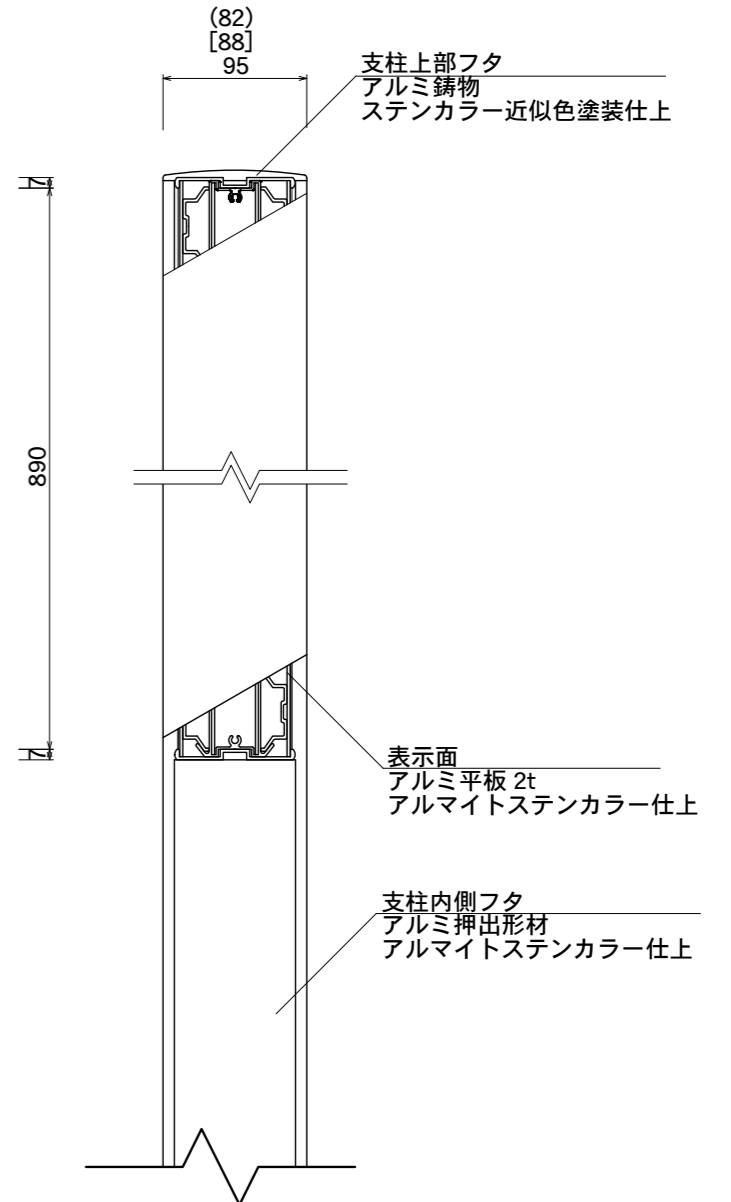 (82)
[88]
95
支柱上部フタ
アルミ鋳物
ステンカラー近似色塗装仕上
7
890
7
表示面
アルミ平板 2t
アルマイトステンカラー仕上
支柱内側フタ
アルミ押出形材
アルマイトステンカラー仕上